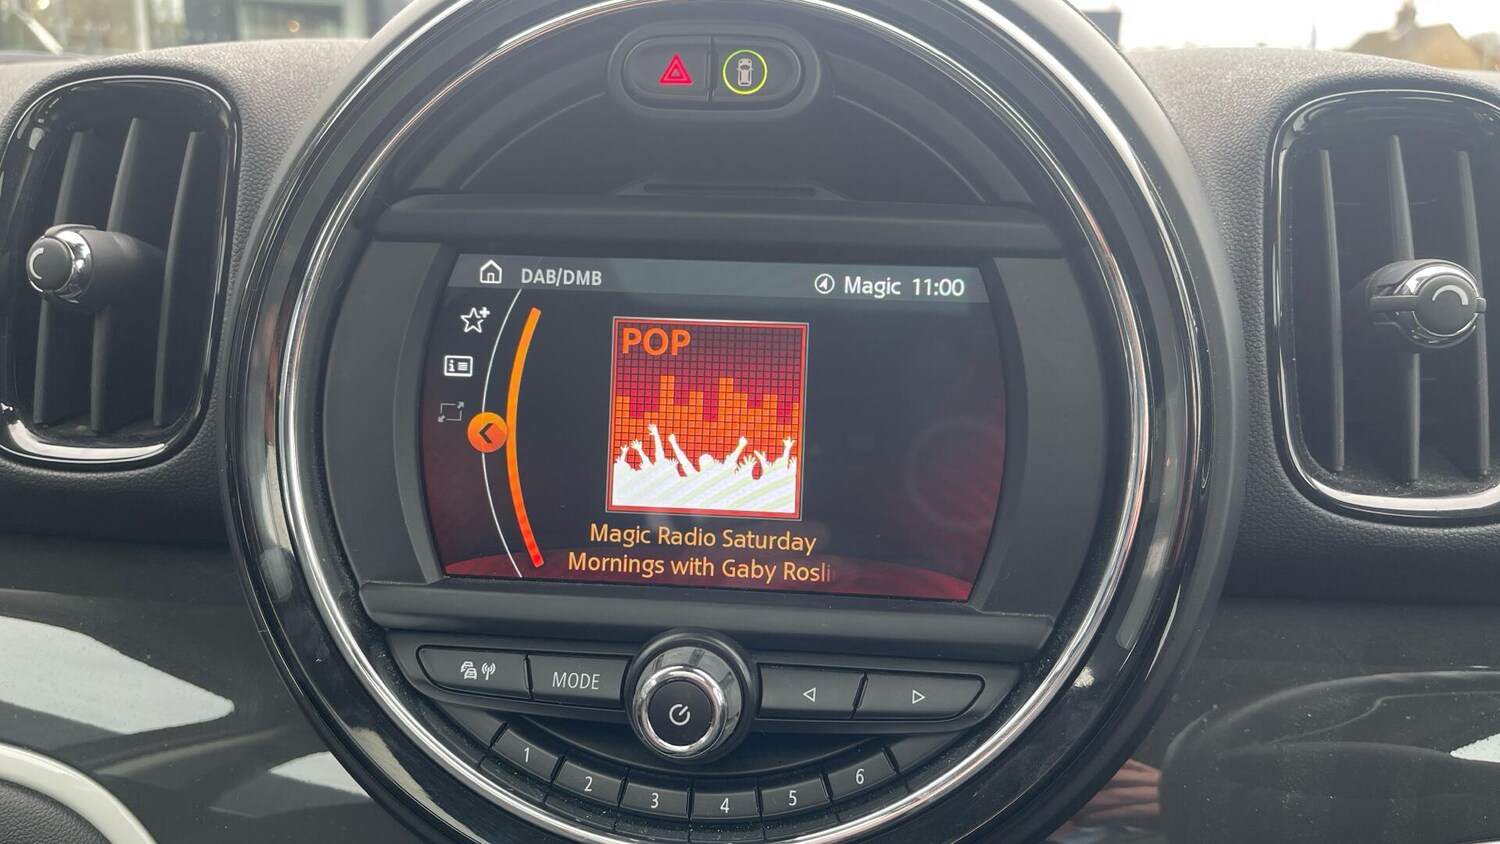 DAB/DMB
Magic 11:00
POP
Magic Radio Saturday
Mornings with Gaby Rosli
MODE
1 2 3 4 5 6